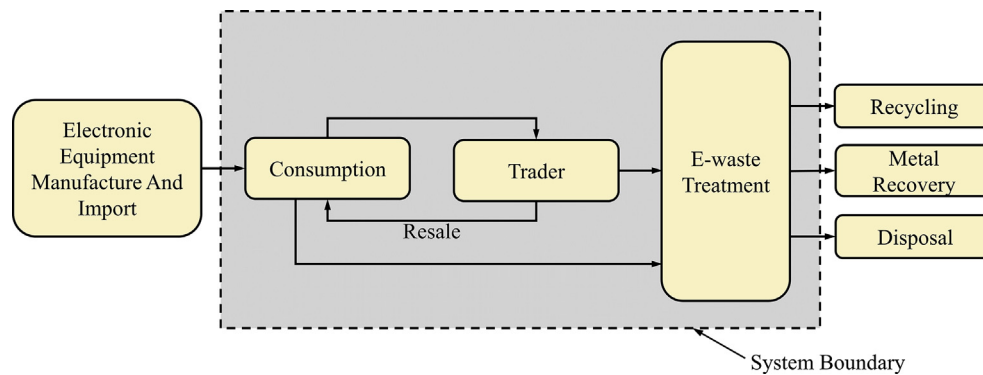 Electronic
Equipment
Manufacture And
Import
Consumption
Trader
Resale
E-waste
Treatment
Recycling
Metal
Recovery
Disposal
System Boundary